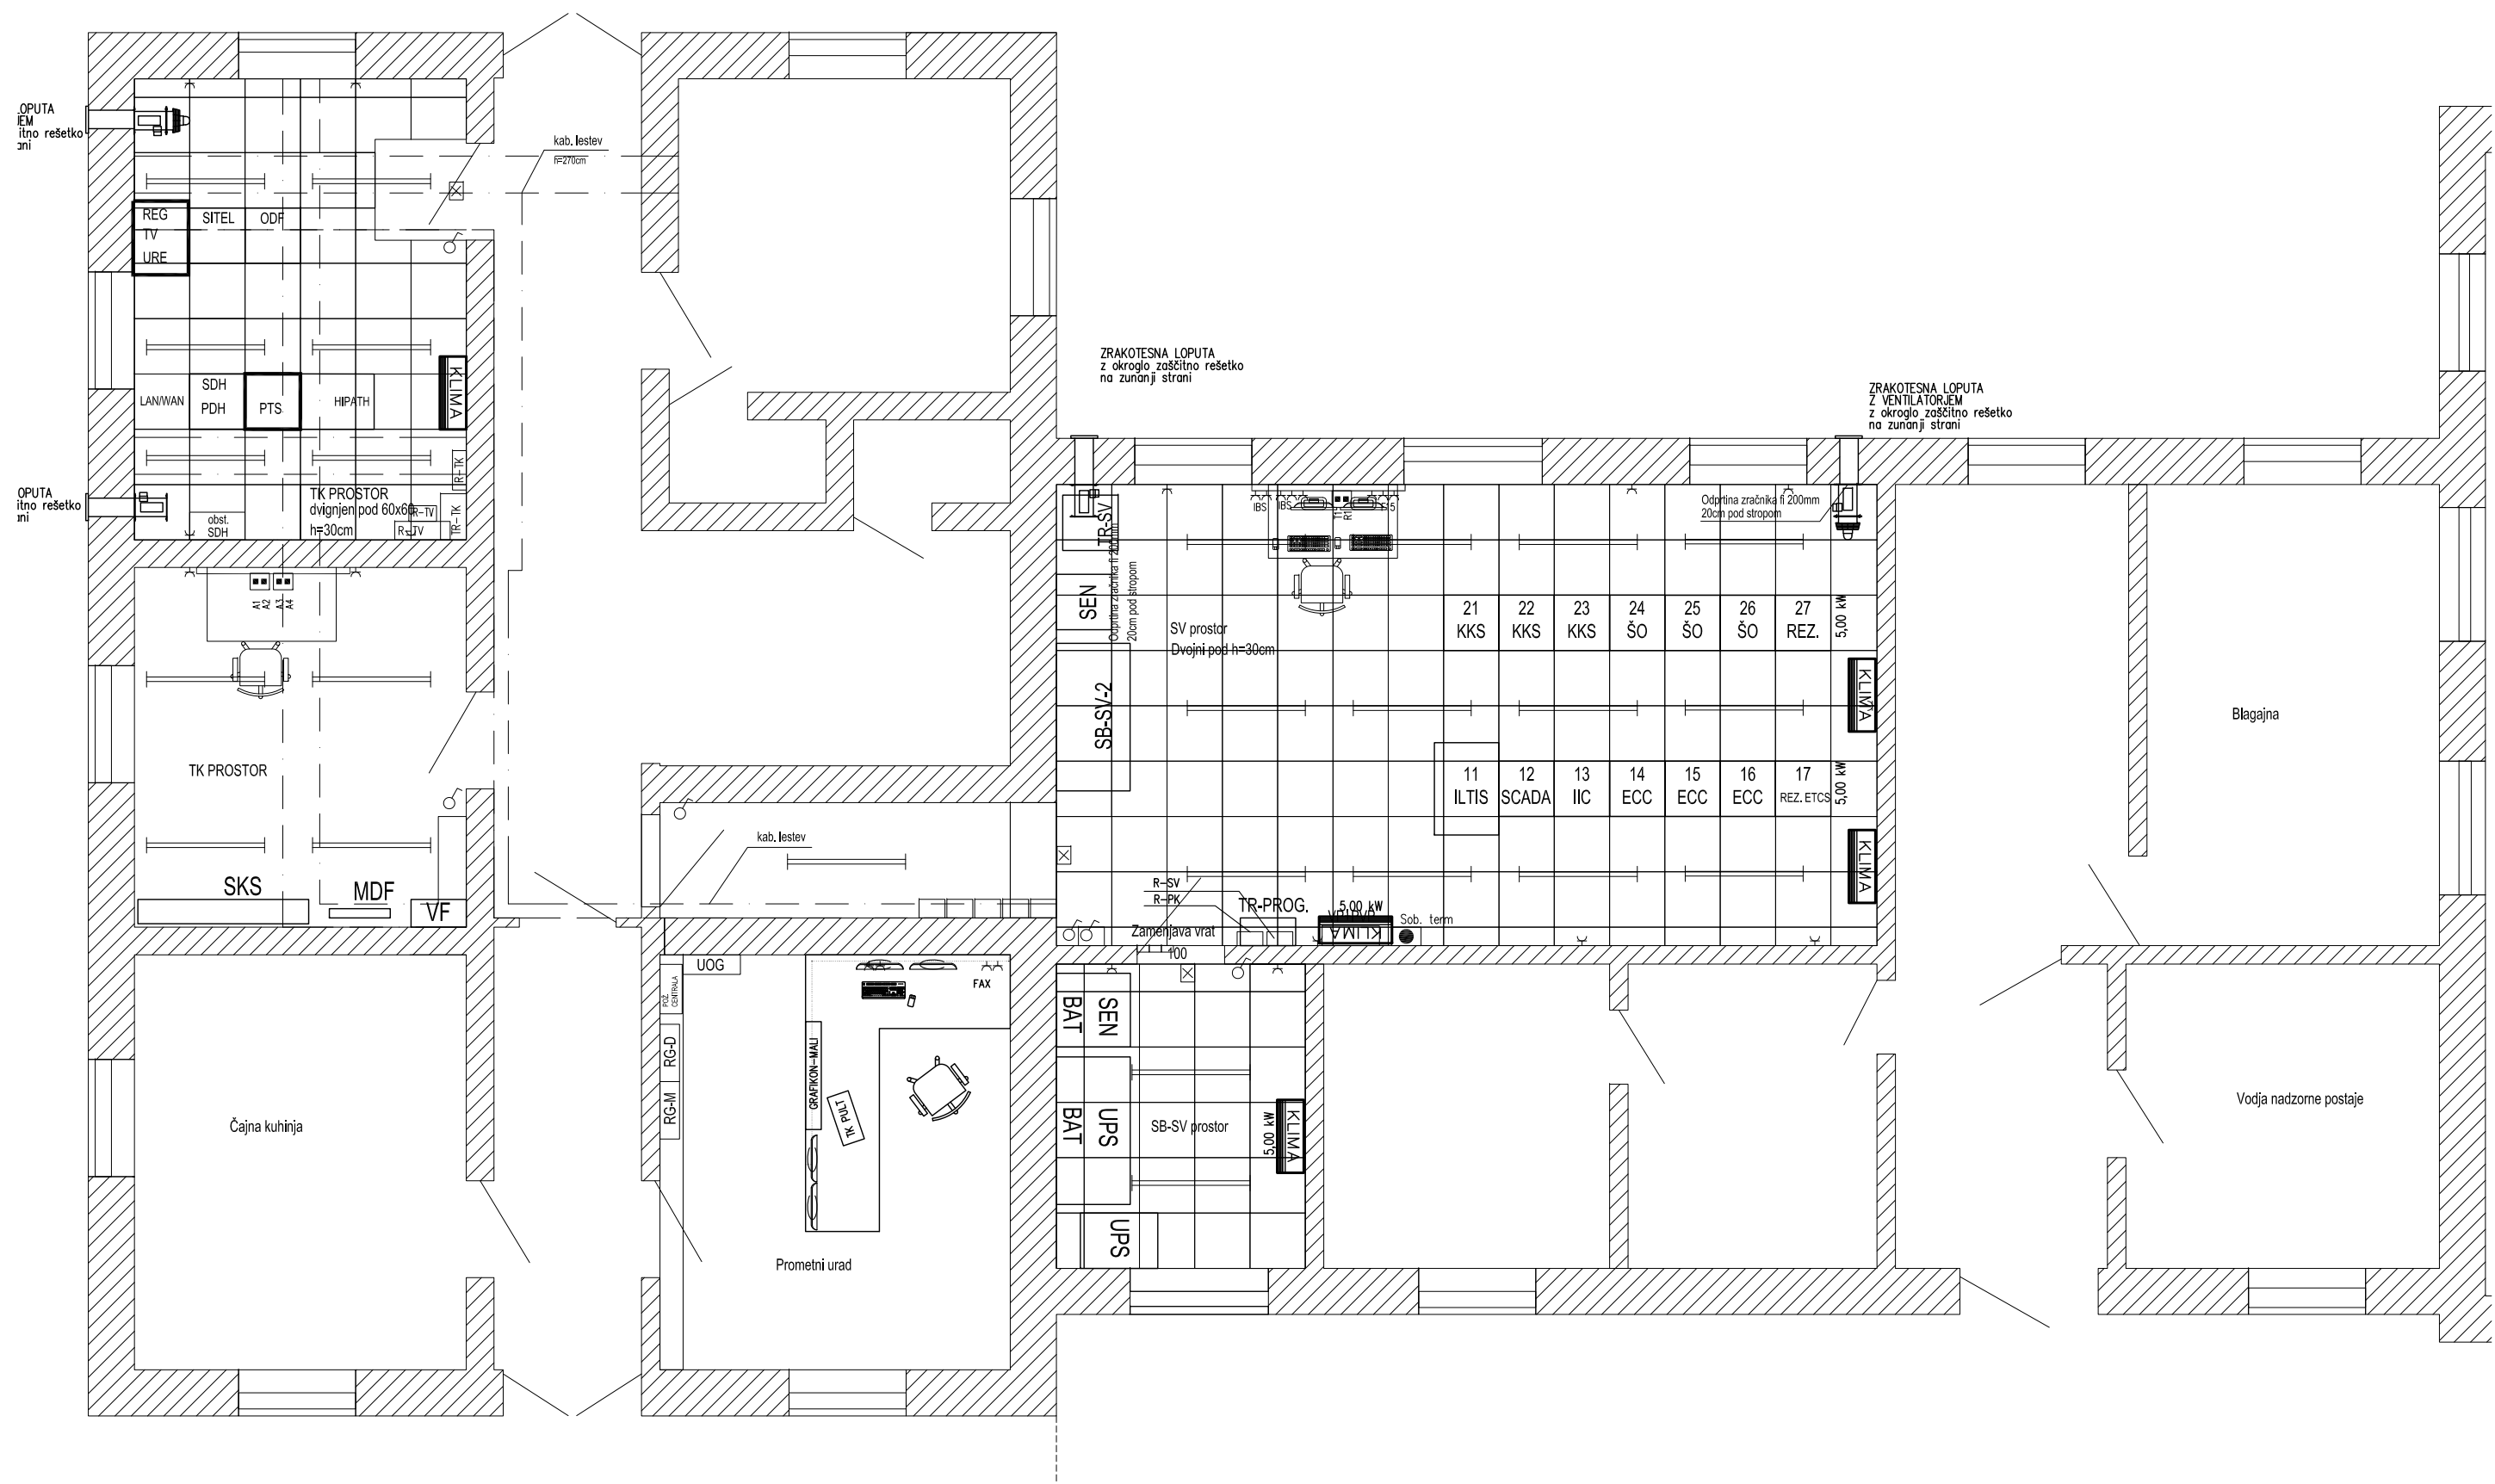 .OPUTA
JEM
itno rešetko
ani
kab. lestev
h=270cm
REG
TV
URE
SITEL
ODF
KLIMA
LAN/WAN
SDH
PDH
PTS
HIPATH
R-TK
OPUTA
itno rešetko
ani
TK PROSTOR
dvignjen pod 60x60
h=30cm
R-TV
R-TV
TR-TK
obst.
SDH
A1
A2
A3
A4
TK PROSTOR
SKS
MDF
VF
kab. lestev
Čajna kuhinja
UOG
POŽ.
CENTRALA
RG-D
RG-M
GRAFIKON-MALI
TK PULT
FAX
Prometni urad
ZRAKOTESNA LOPUTA
z okroglo zaščitno rešetko
na zunanji strani
ZRAKOTESNA LOPUTA
Z VENTILATORJEM
z okroglo zaščitno rešetko
na zunanji strani
Odprtina zračnika fi 200mm
20cm pod stropom
TR-SV
Odprtina zračnika fi 200mm
20cm pod stropom
SEN
SB-SV-2
IBS
IBS
SV prostor
Dvojni pod h=30cm
21
KKS
22
KKS
23
KKS
24
ŠO
25
ŠO
26
ŠO
27
REZ.
5,00 kW
KLIMA
11
ILTIS
12
SCADA
13
IIC
14
ECC
15
ECC
16
ECC
17
REZ. ETCS
5,00 kW
KLIMA
R-SV
R-PK
TR-PROG.
5,00 kW
KLIMA
Sob. term
Zamenjava vrat
100
BAT
SEN
BAT
UPS
UPS
SB-SV prostor
5,00 kW
KLIMA
Blagajna
Vodja nadzorne postaje